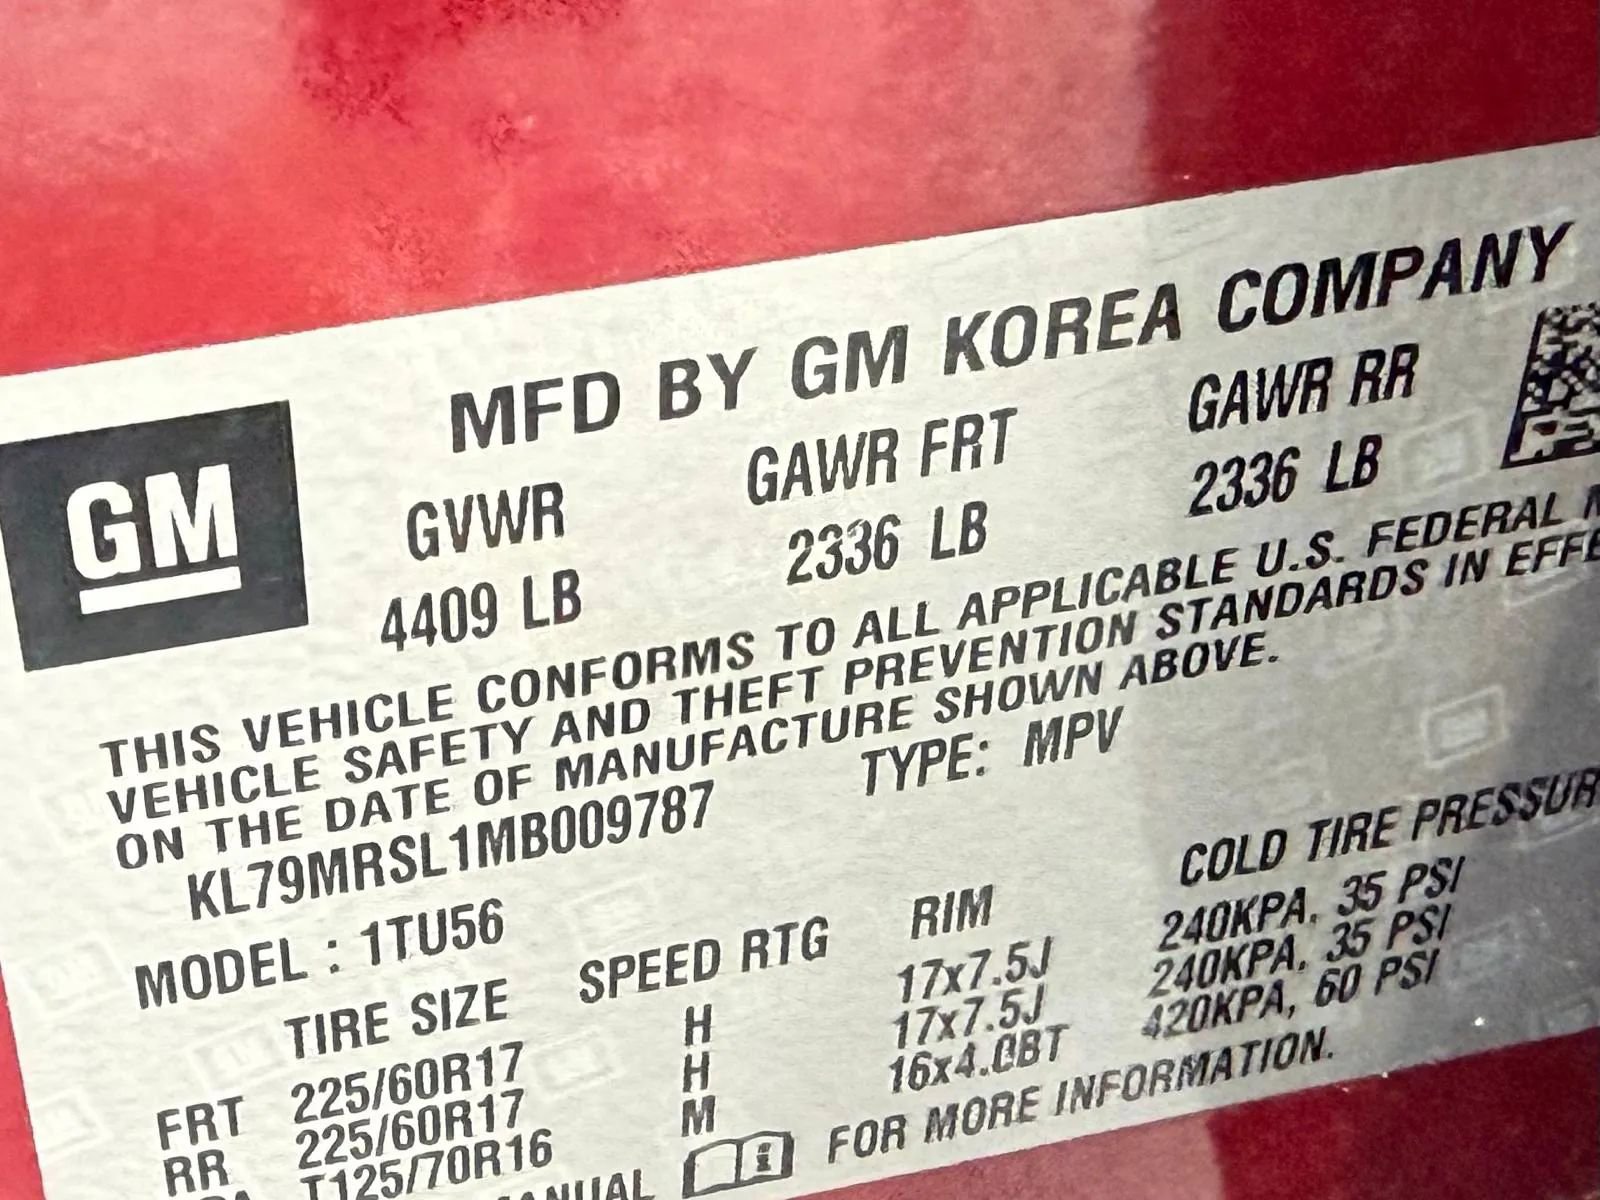 MFD BY GM KOREA COMPANY
GM
GVWR GAWR FRT GAWR RR
4409 LB 2336 LB 2336 LB
THIS VEHICLE CONFORMS TO ALL APPLICABLE U.S. FEDERAL
VEHICLE SAFETY AND THEFT PREVENTION STANDARDS IN EFFE
ON THE DATE OF MANUFACTURE SHOWN ABOVE.
KL79MRSL1MB009787 TYPE: MPV
MODEL : 1TU56
TIRE SIZE SPEED RTG RIM COLD TIRE PRESSUR
FRT 225/60R17 H 17x7.5J 240KPA, 35 PSI
RR 225/60R17 H 17x7.5J 240KPA, 35 PSI
T125/70R16 M 16x4.0BT 420KPA, 60 PSI
MANUAL FOR MORE INFORMATION.